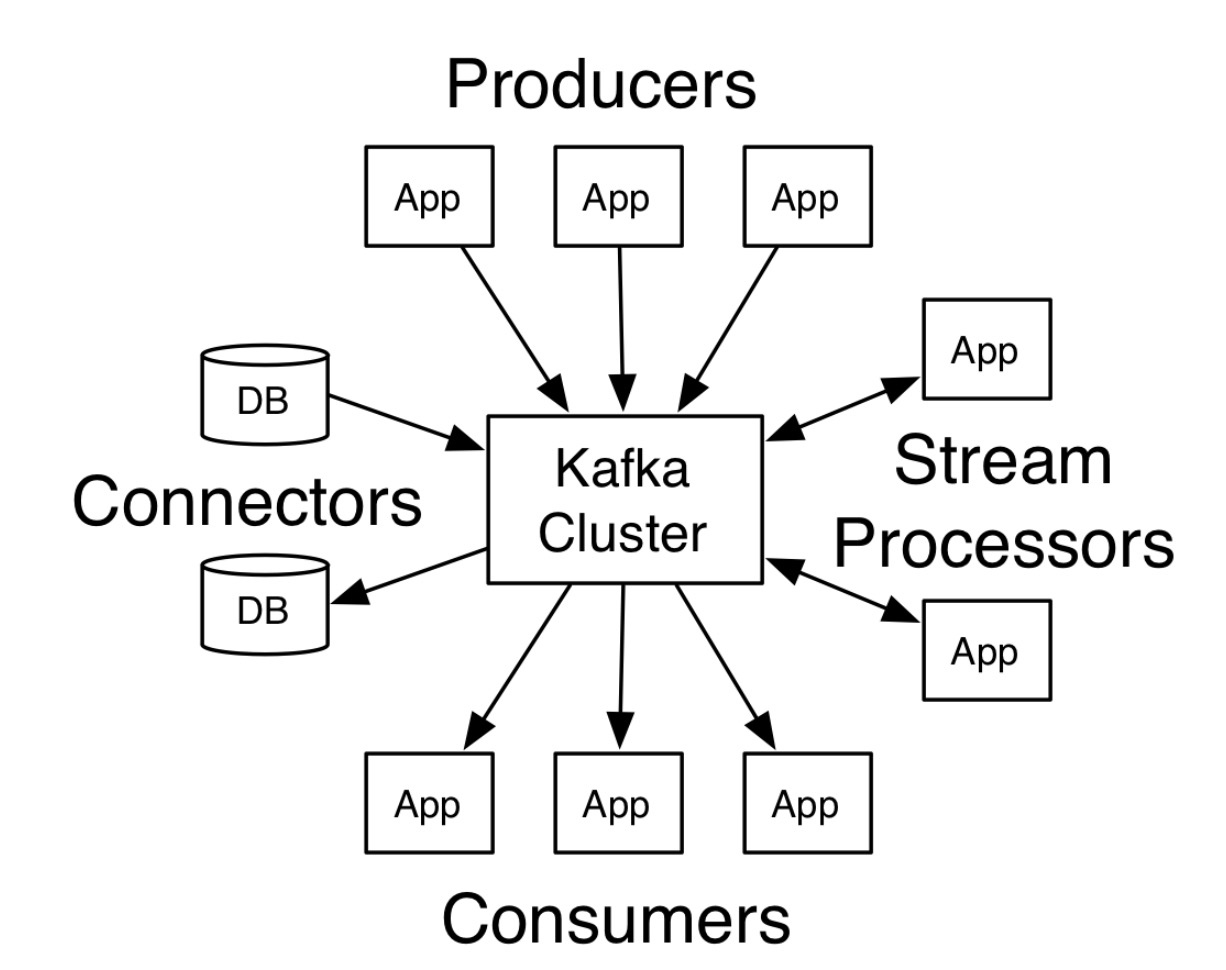 Producers
App
App
App
App
DB
Kafka
Cluster
Stream
Processors
Connectors
DB
App
App
App
App
Consumers